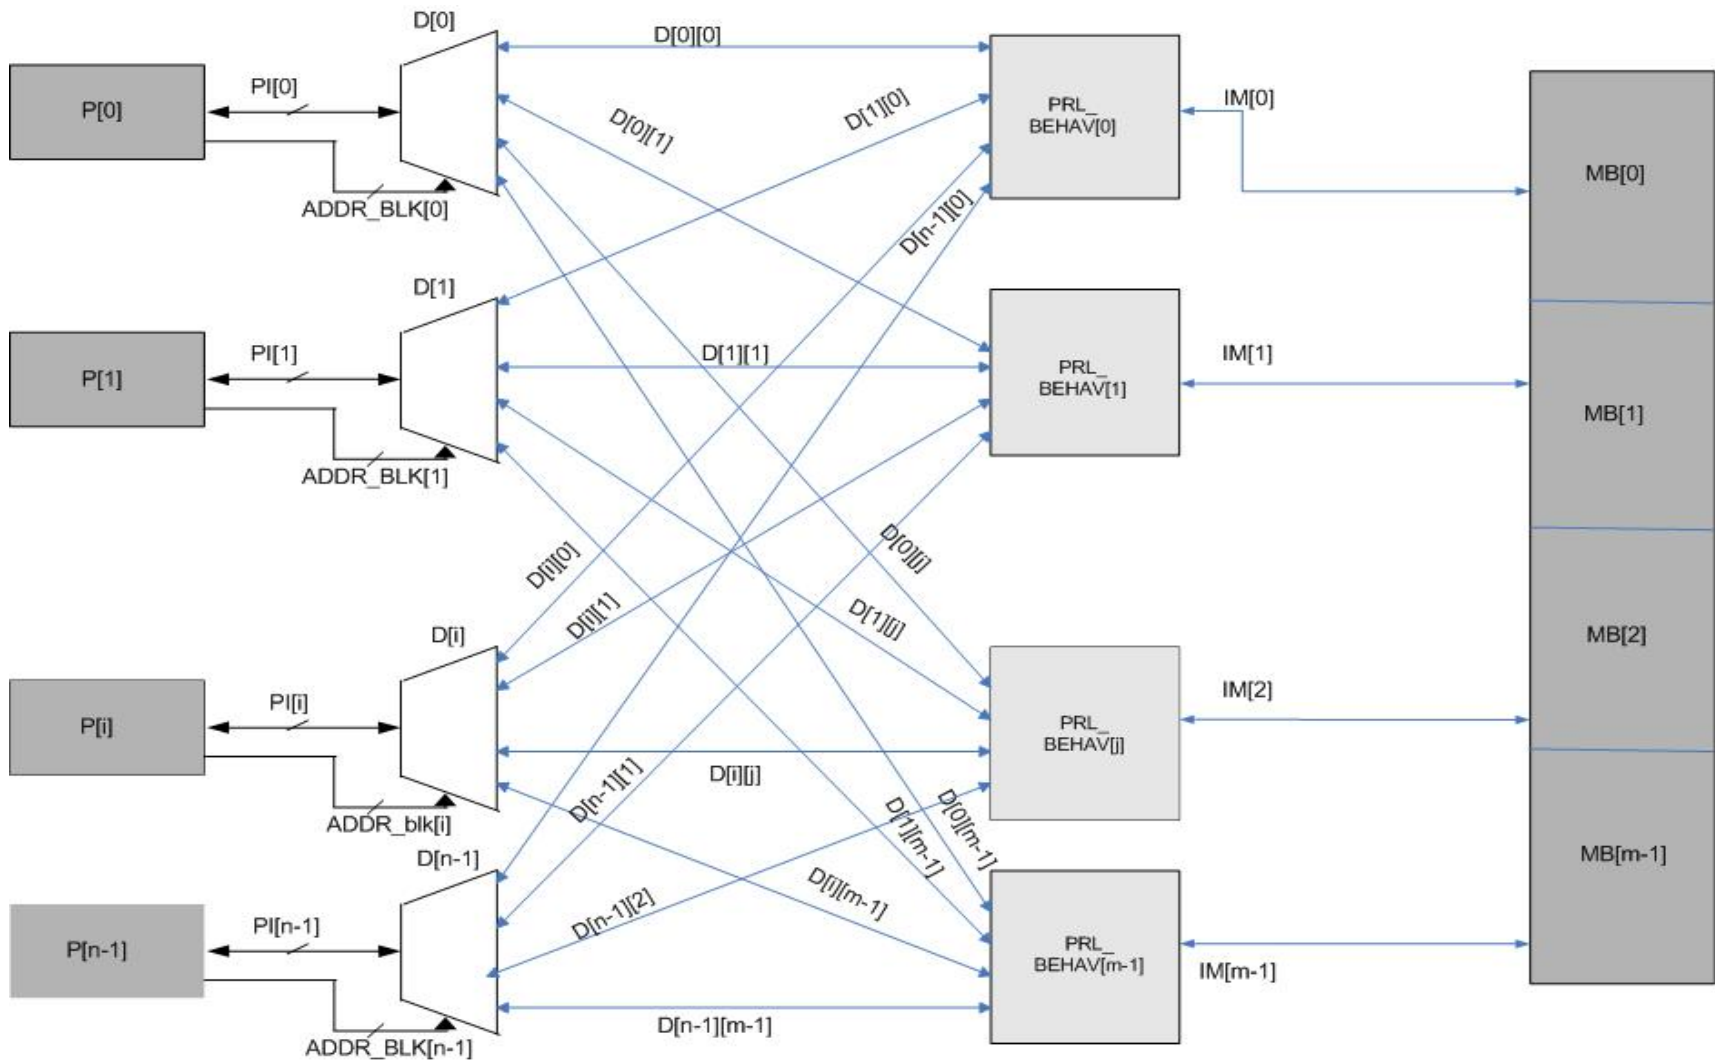 D[0]
D[0][0]
P[0]
PI[0]
ADDR_BLK[0]
D[0][1]
D[1][0]
PRL_
BEHAV[0]
IM[0]
MB[0]
D[n-1][0]
D[1]
P[1]
PI[1]
ADDR_BLK[1]
D[1][1]
PRL_
BEHAV[1]
IM[1]
MB[1]
D[i][0]
D[i][1]
D[0][j]
D[1][j]
D[i]
P[i]
PI[i]
ADDR_blk[i]
D[i][j]
PRL_
BEHAV[j]
IM[2]
MB[2]
D[n-1][1]
D[1][m-1]
D[0][m-1]
D[n-1]
P[n-1]
PI[n-1]
ADDR_BLK[n-1]
D[n-1][2]
D[i][m-1]
D[n-1][m-1]
PRL_
BEHAV[m-1]
IM[m-1]
MB[m-1]